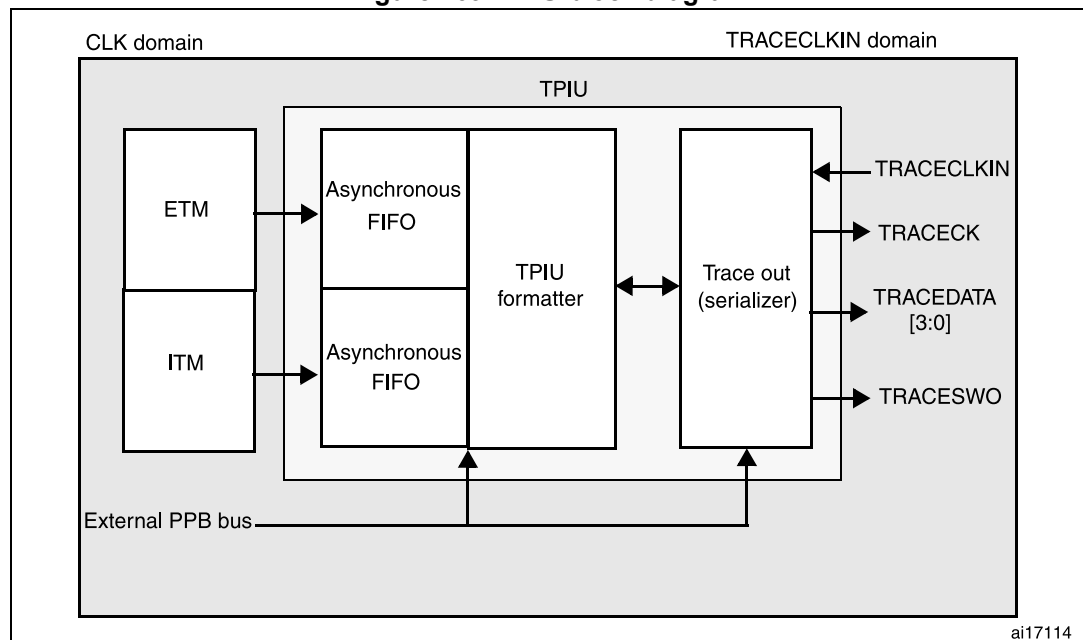 CLK domain
TRACECLKIN domain
TPIU
ETM
Asynchronous
FIFO
TPIU
formatter
Trace out
(serializer)
TRACECLKIN
TRACECK
TRACEDATA
[3:0]
TRACESWO
ITM
Asynchronous
FIFO
External PPB bus
ai17114